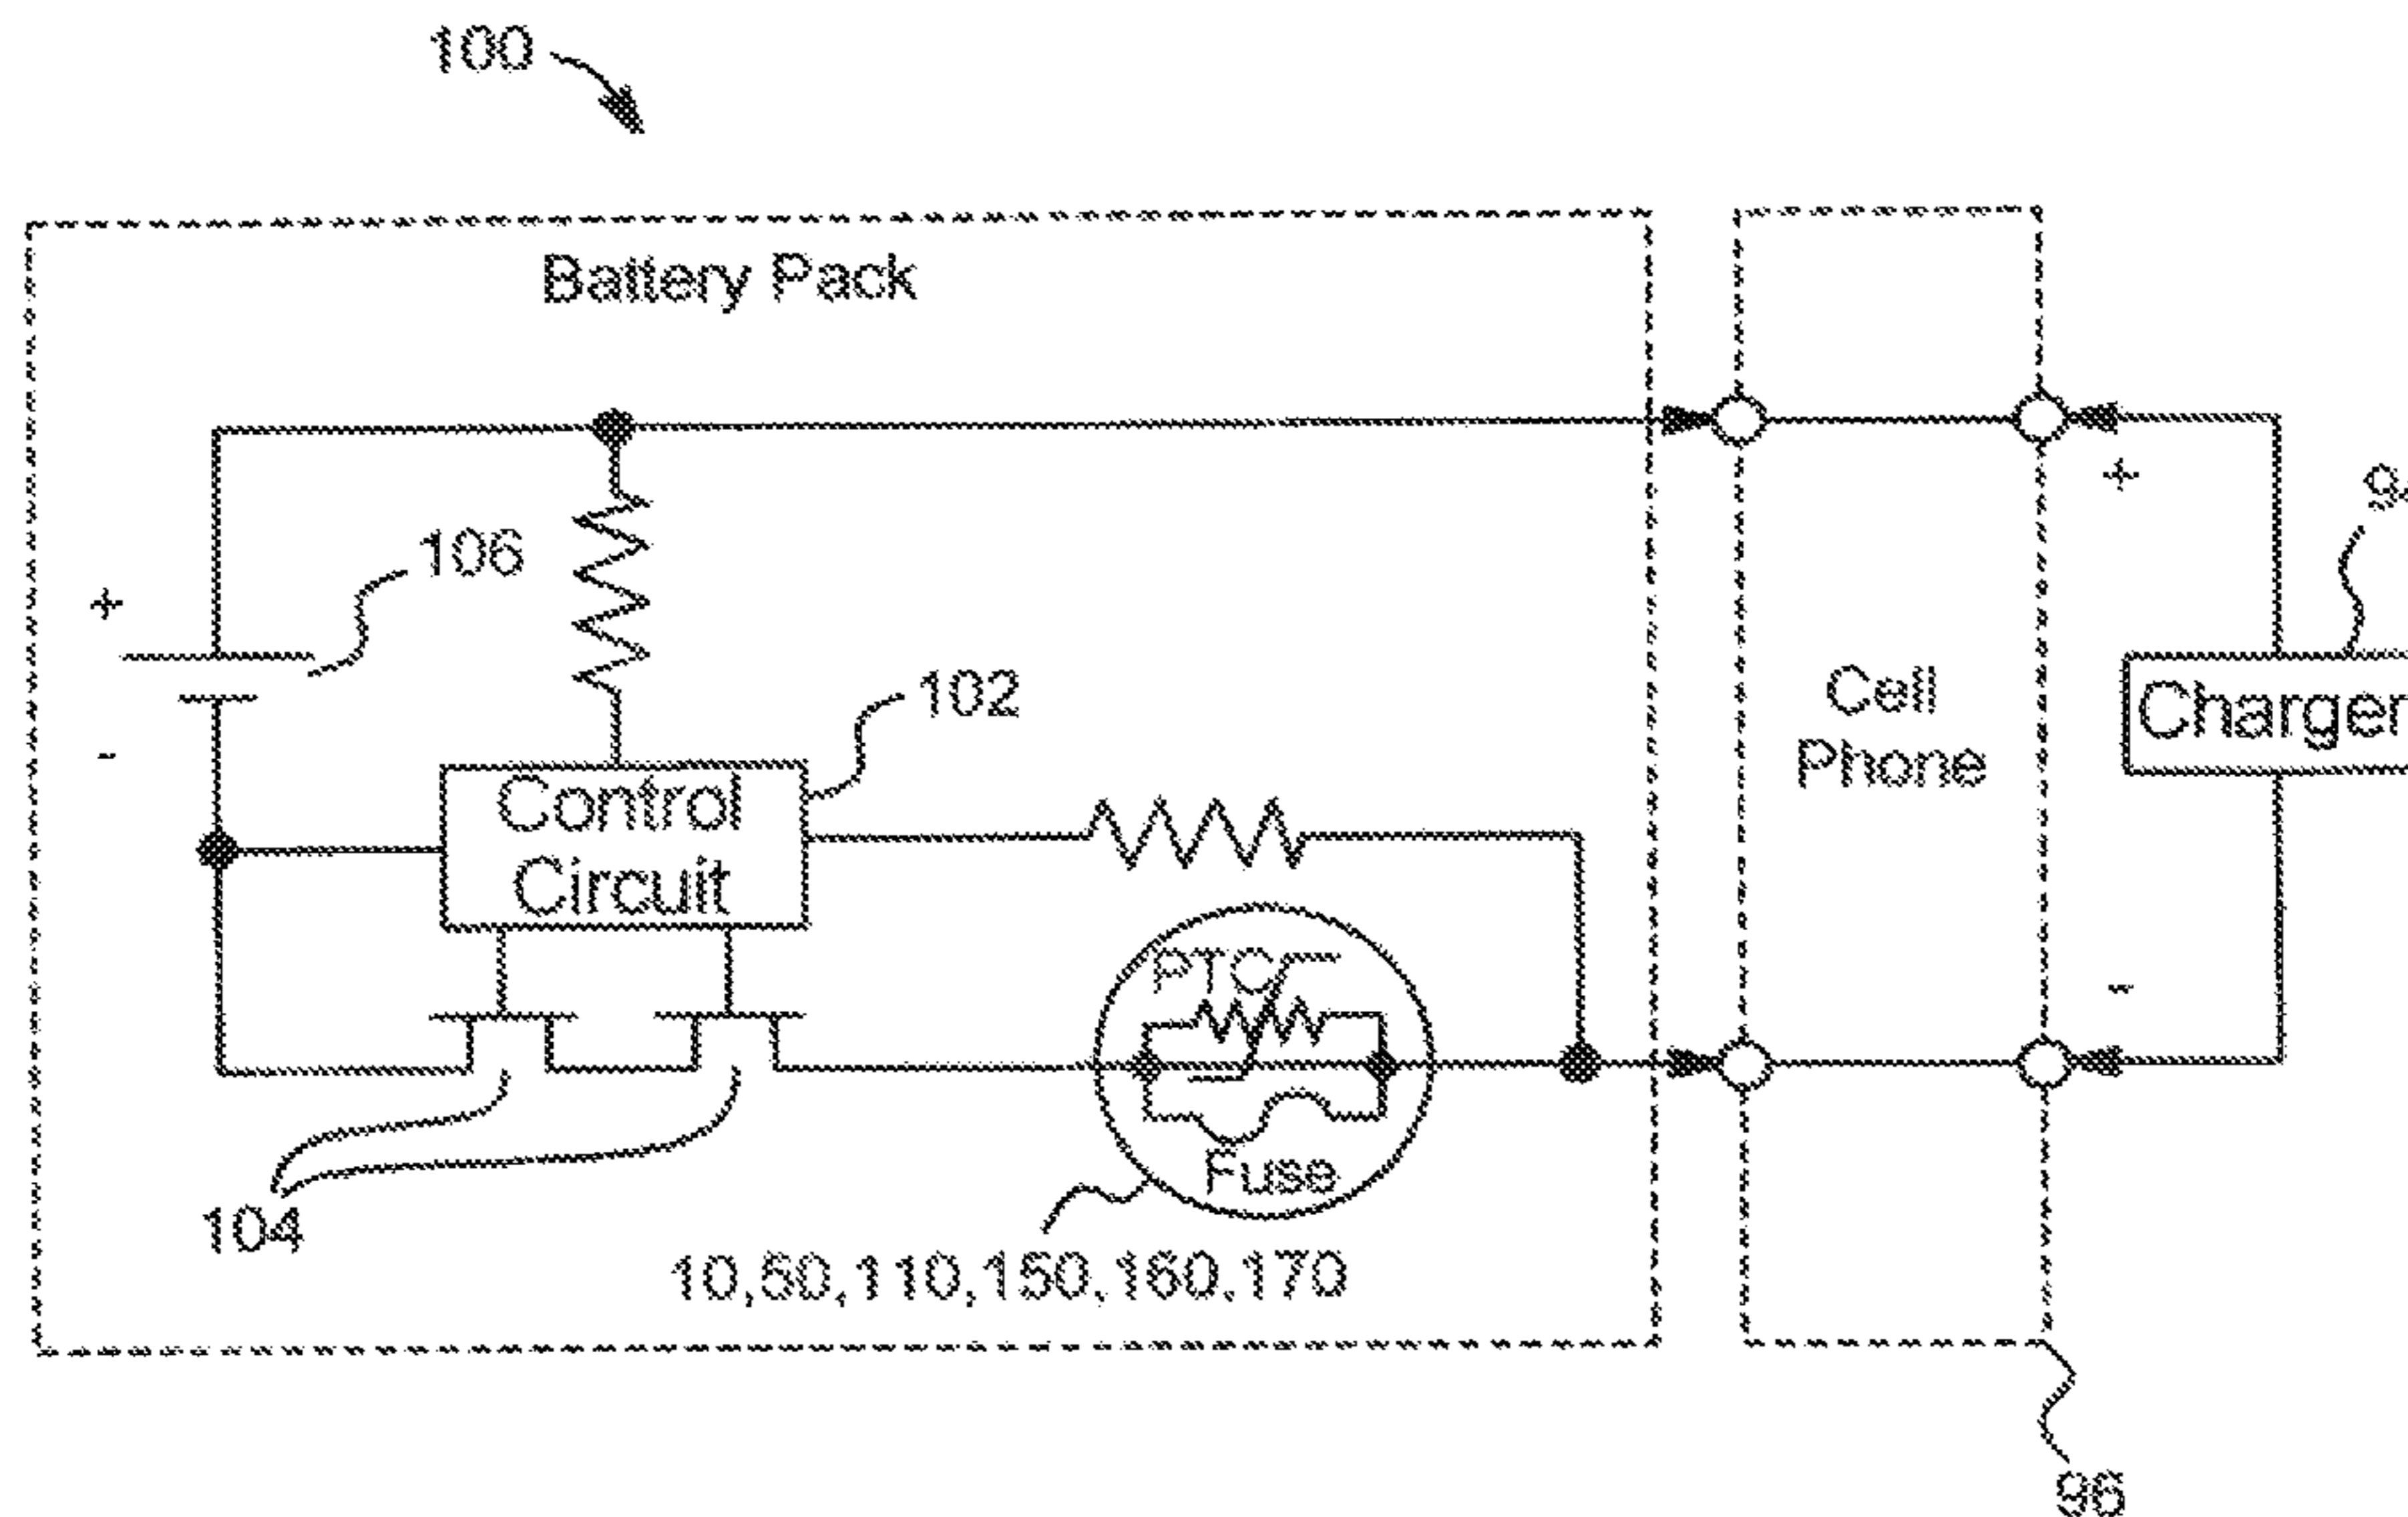 100
Battery Pack
106
+
-
102
Control
Circuit
Cell
Phone
+
Charger
-
PTC
Fuse
104
10,50,110,150,160,170
96